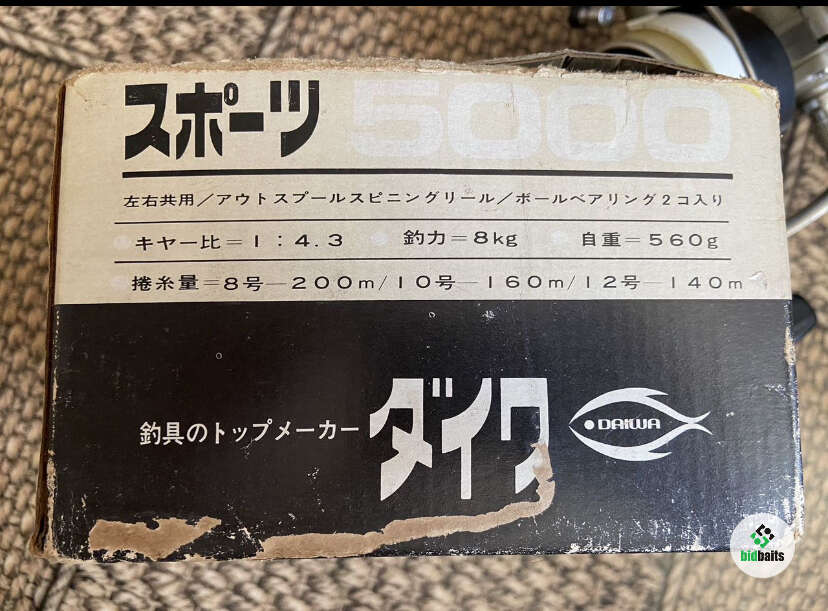 スポーツ 5000
左右共用/アウトスプールスピニングリール/ボールベアリング2コ入り
キヤー比=1:4.3 釣力=8kg 自重=560g
捲糸量=8号—200m/10号—160m/12号—140m
釣具のトップメーカー ダイワ DAIWA
bidbaits